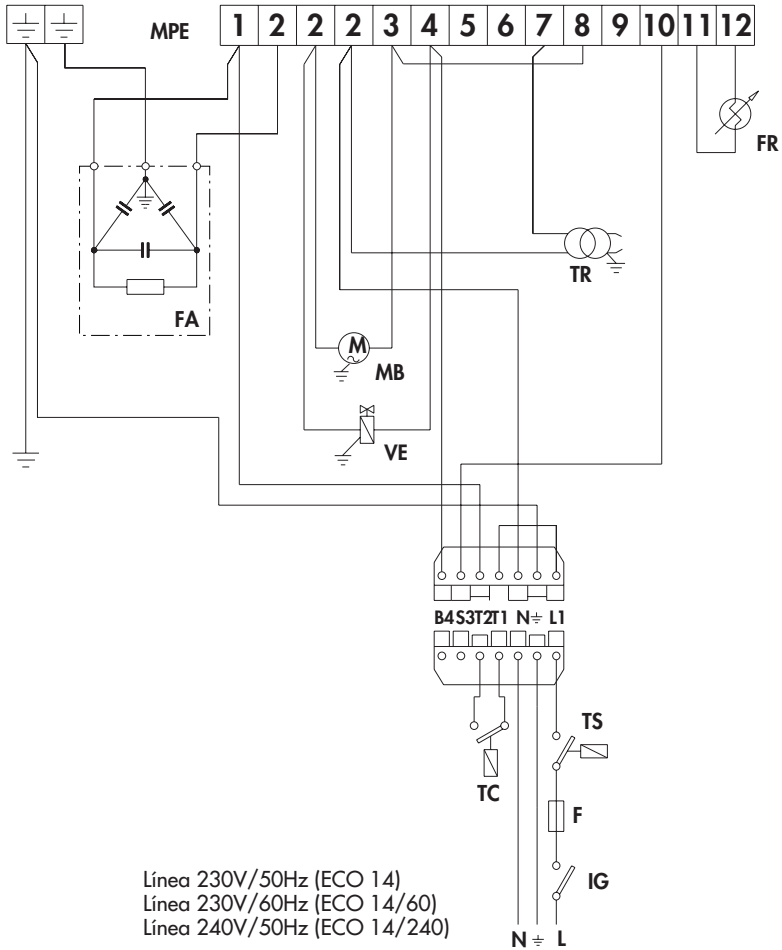 MPE 1 2 2 2 3 4 5 6 7 8 9 10 11 12
FR
TR
FA
M
MB
VE
B4 S3 T2 T1 N L1
TS
TC
F
IG
Línea 230V/50Hz (ECO 14)
Línea 230V/60Hz (ECO 14/60)
Línea 240V/50Hz (ECO 14/240)
N L